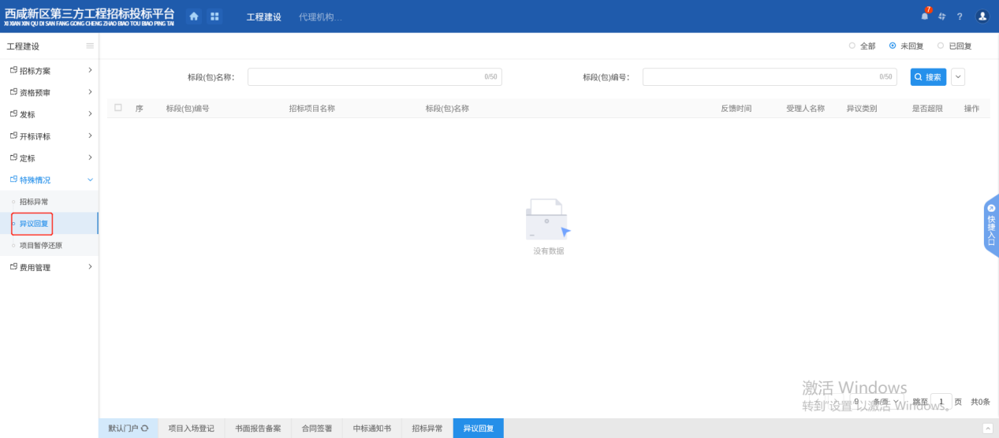 西咸新区第三方工程招标投标平台
XI XIAN XIN QU DI SAN FANG GONG CHENG ZHAO BIAO TOU BIAO PING TAI
工程建设
代理机构...
7
?
工程建设
全部
未回复
已回复
招标方案
资格预审
发标
开标评标
定标
特殊情况
招标异常
异议回复
项目暂停还原
费用管理
标段(包)名称：
0/50
标段(包)编号：
0/50
搜索
序
标段(包)编号
招标项目名称
标段(包)名称
反馈时间
受理人名称
异议类别
是否超限
操作
没有数据
快捷入口
激活 Windows
转到"设置"以激活 Windows。
条/页
跳至
1
页
共0条
默认门户
项目入场登记
书面报告备案
合同签署
中标通知书
招标异常
异议回复